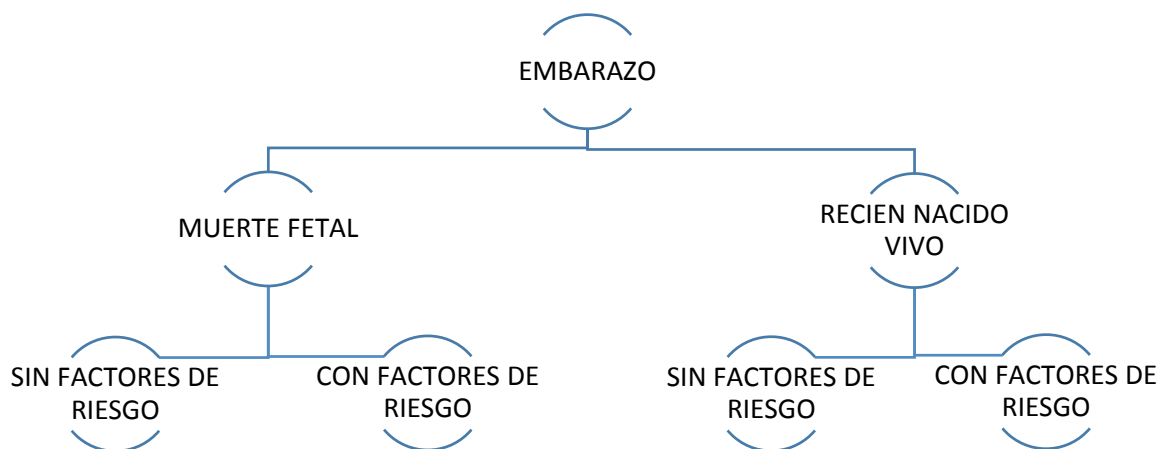 EMBARAZO
MUERTE FETAL
RECIEN NACIDO
VIVO
SIN FACTORES DE
RIESGO
CON FACTORES DE
RIESGO
SIN FACTORES DE
RIESGO
CON FACTORES DE
RIESGO